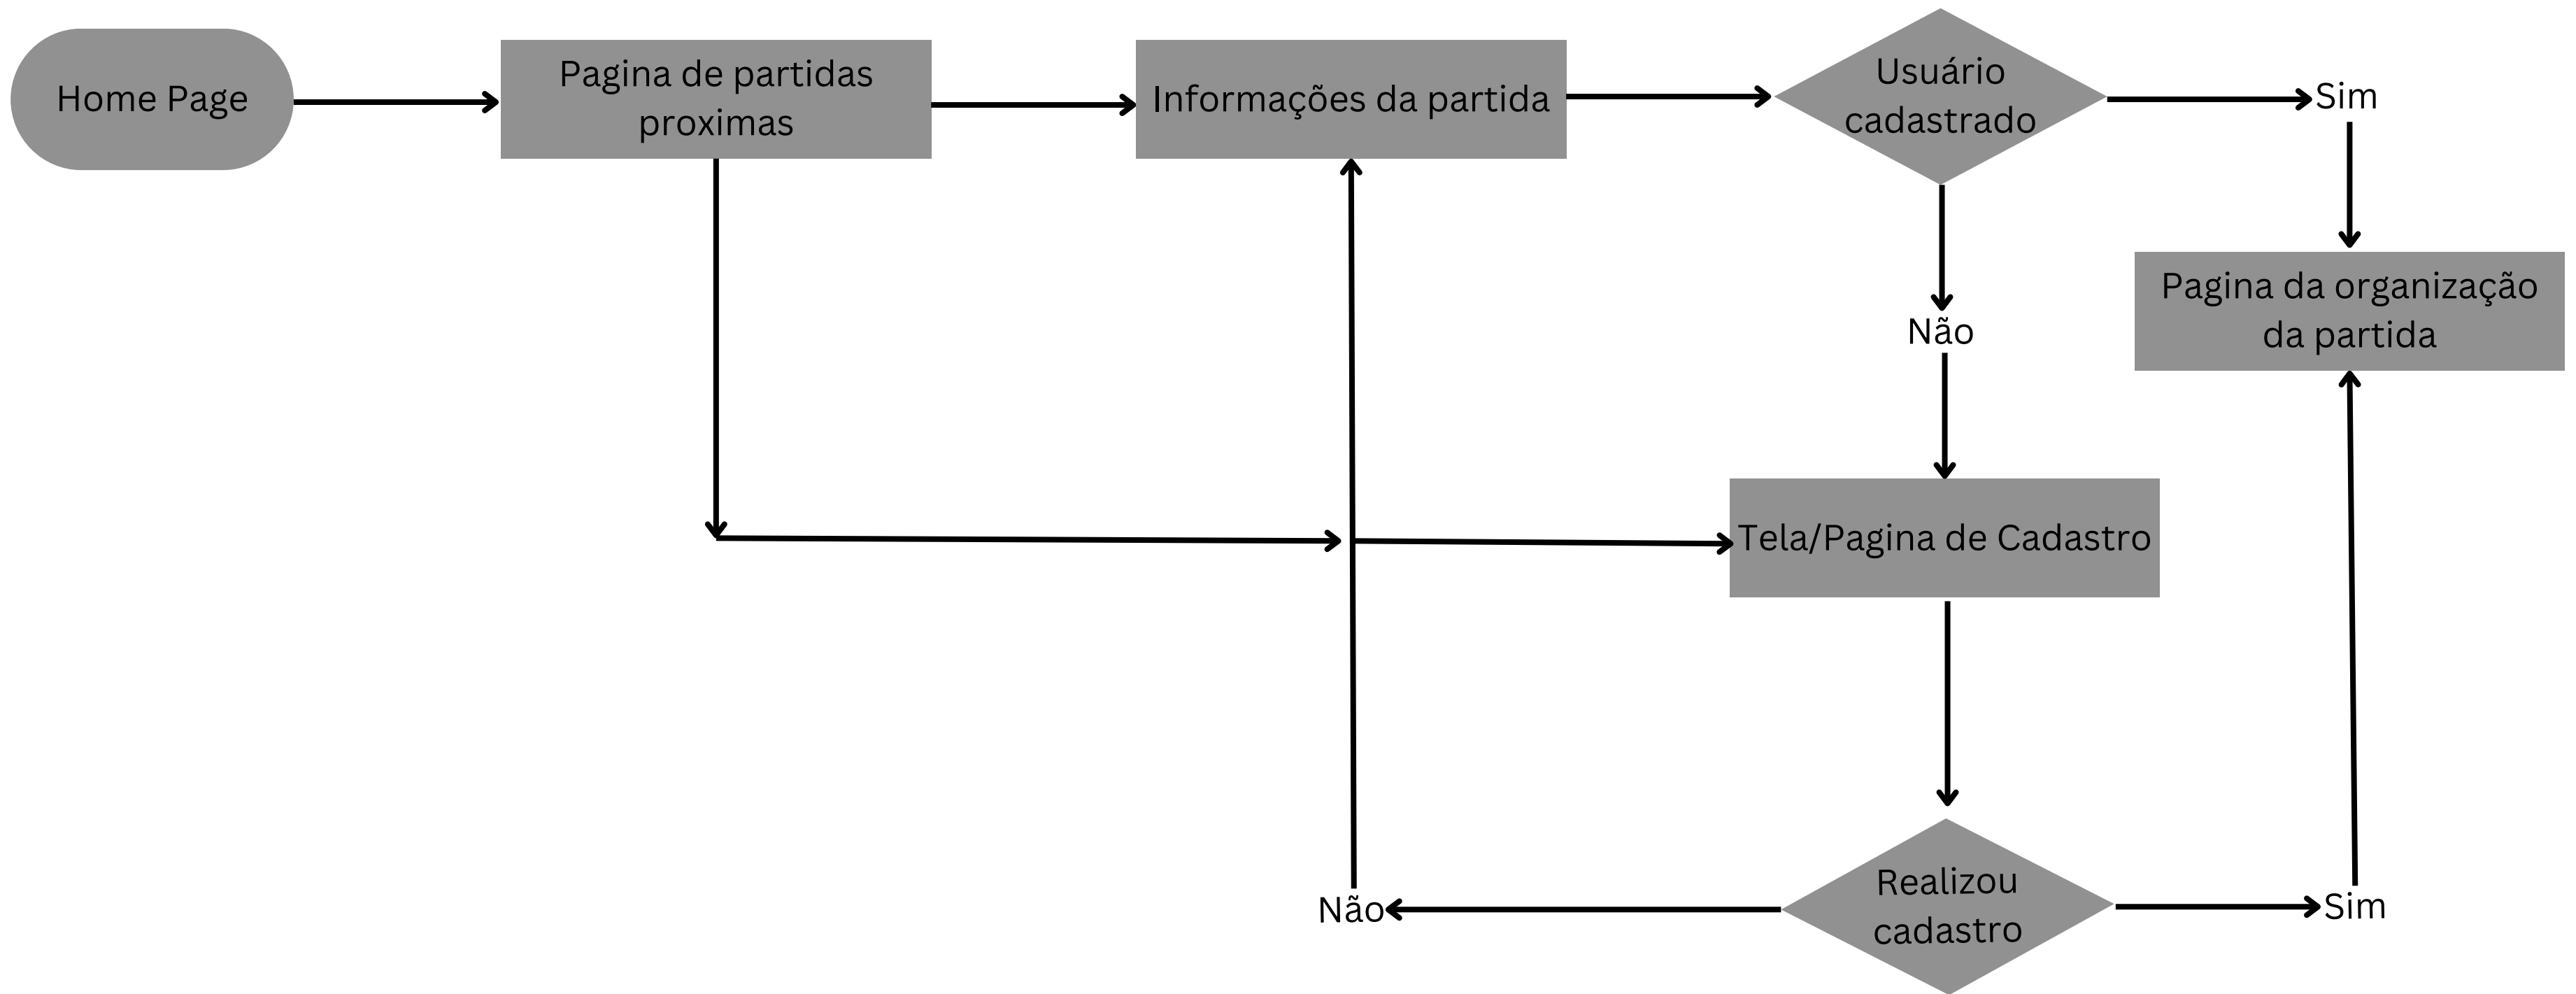 Home Page
Pagina de partidas
proximas
Informações da partida
Usuário
cadastrado
Sim
Pagina da organização
da partida
Não
Tela/Pagina de Cadastro
Realizou
cadastro
Não
Sim